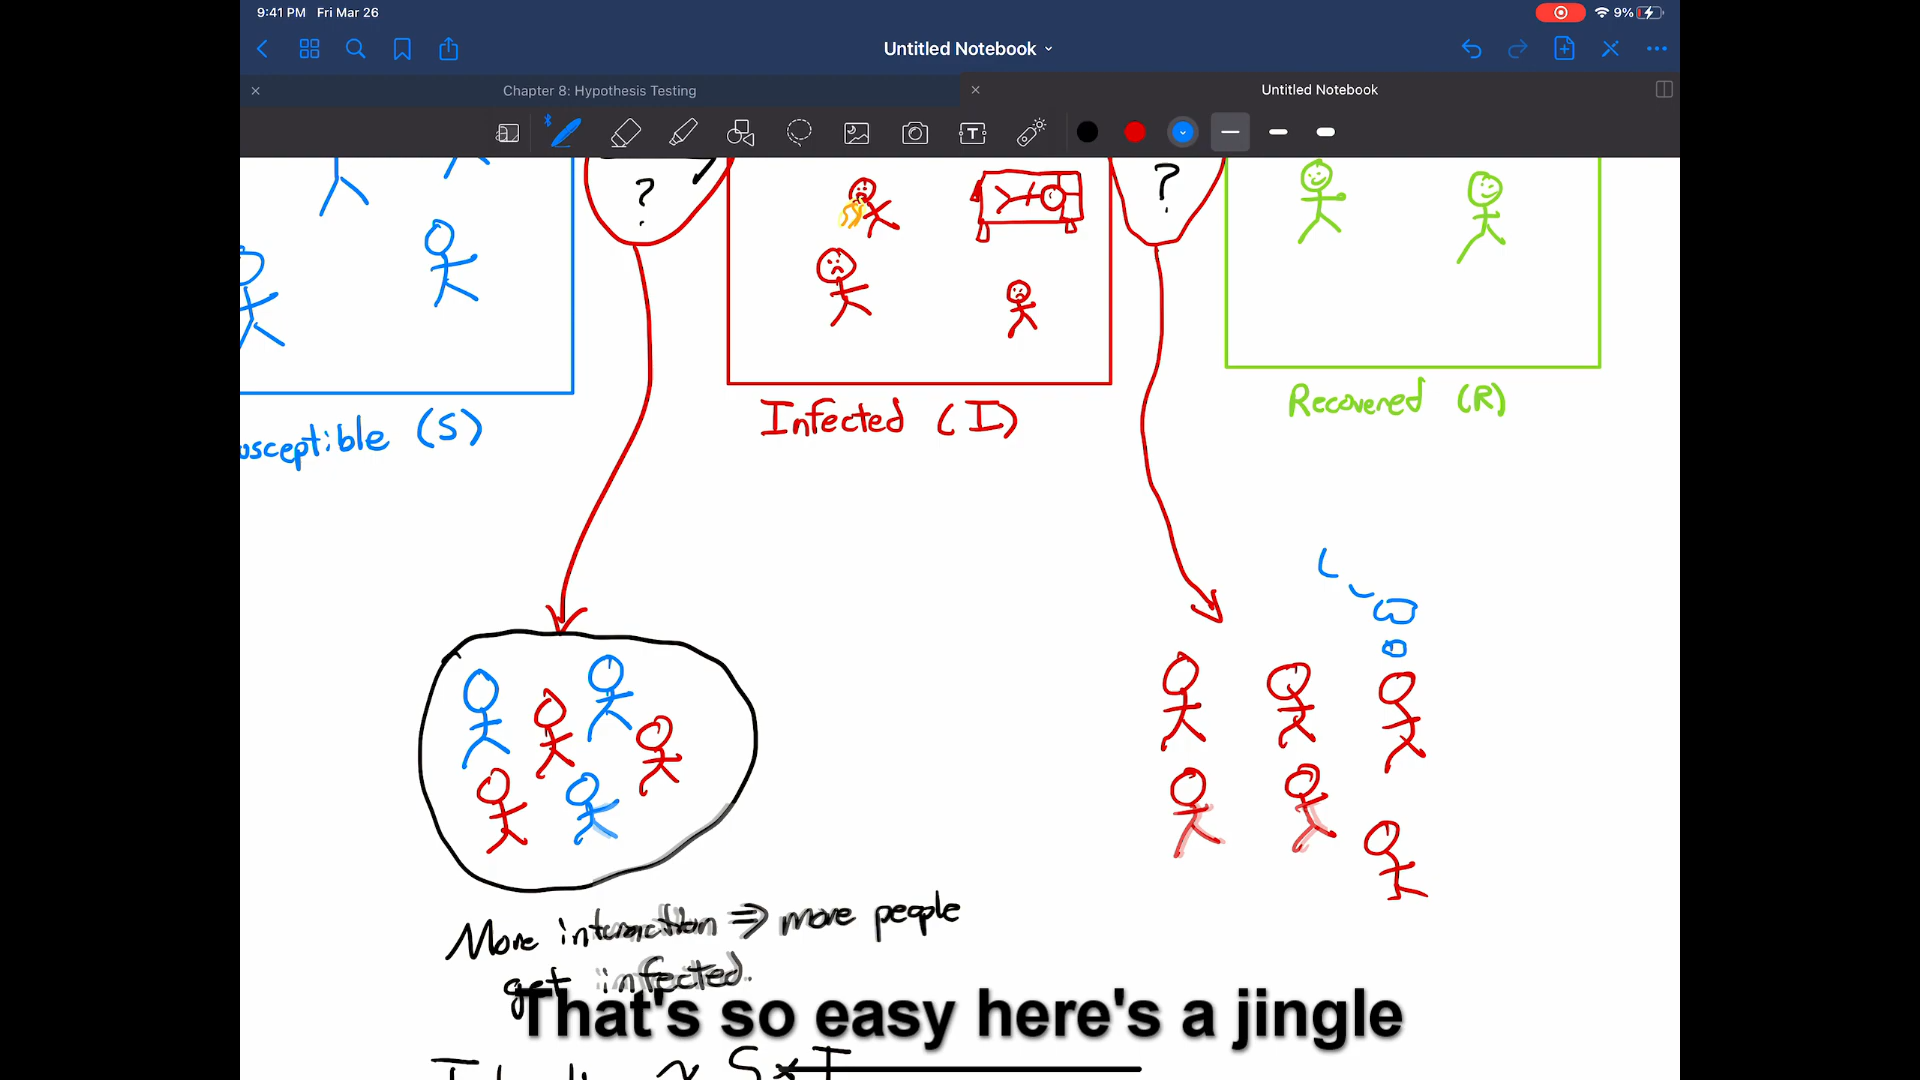 9:41 PM Fri Mar 26
9%
Untitled Notebook
Chapter 8: Hypothesis Testing
Untitled Notebook
T
?
?
osceptible (S)
Infected (I)
Recovered (R)
More interaction ⇒ more people
get infected.
That's so easy here's a jingle
S×I